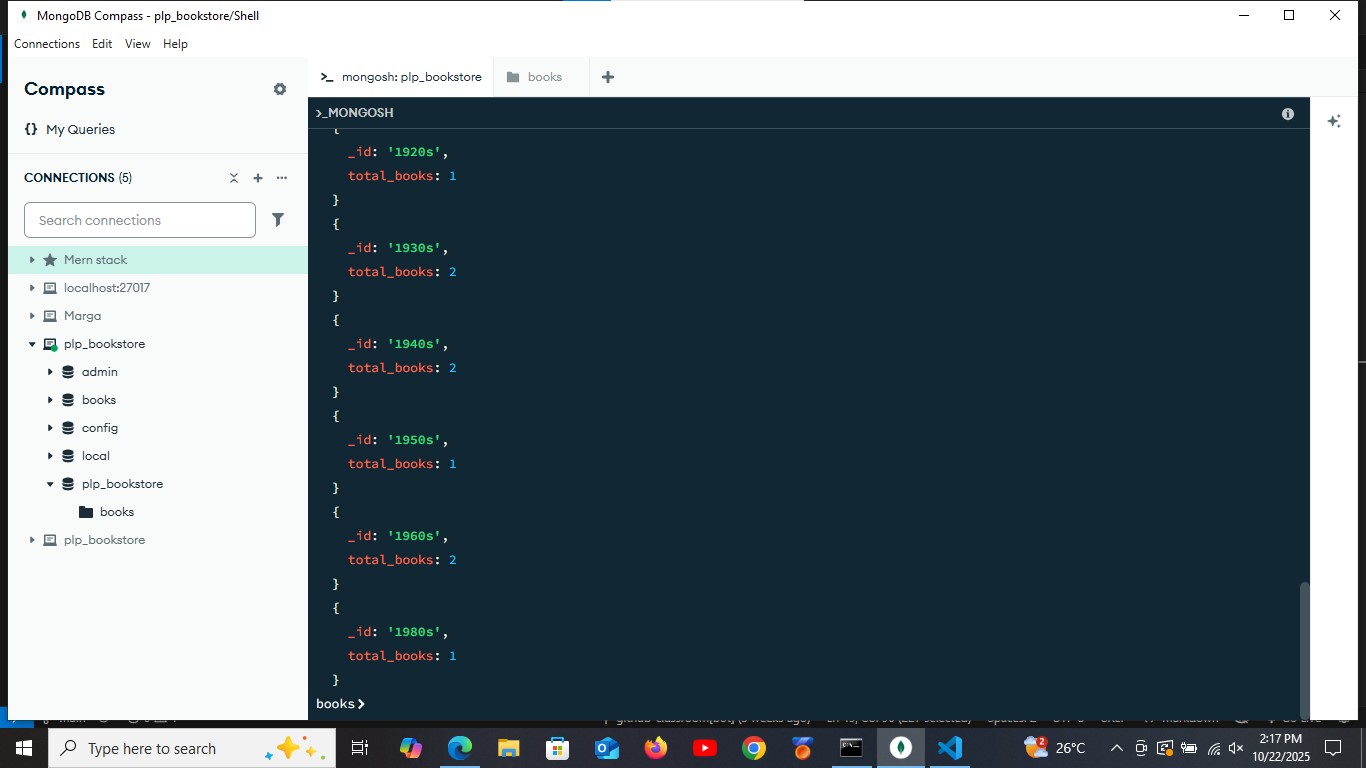 MongoDB Compass - plp_bookstore/Shell
Connections Edit View Help
Compass
{} My Queries
CONNECTIONS (5)
Search connections
Mern stack
localhost:27017
Marga
plp_bookstore
admin
books
config
local
plp_bookstore
books
plp_bookstore
>_ mongosh: plp_bookstore
books
>_MONGOSH
{
_id: '1920s',
total_books: 1
}
{
_id: '1930s',
total_books: 2
}
{
_id: '1940s',
total_books: 2
}
{
_id: '1950s',
total_books: 1
}
{
_id: '1960s',
total_books: 2
}
{
_id: '1980s',
total_books: 1
}
books>
Type here to search
2
26°C
2:17 PM
10/22/2025